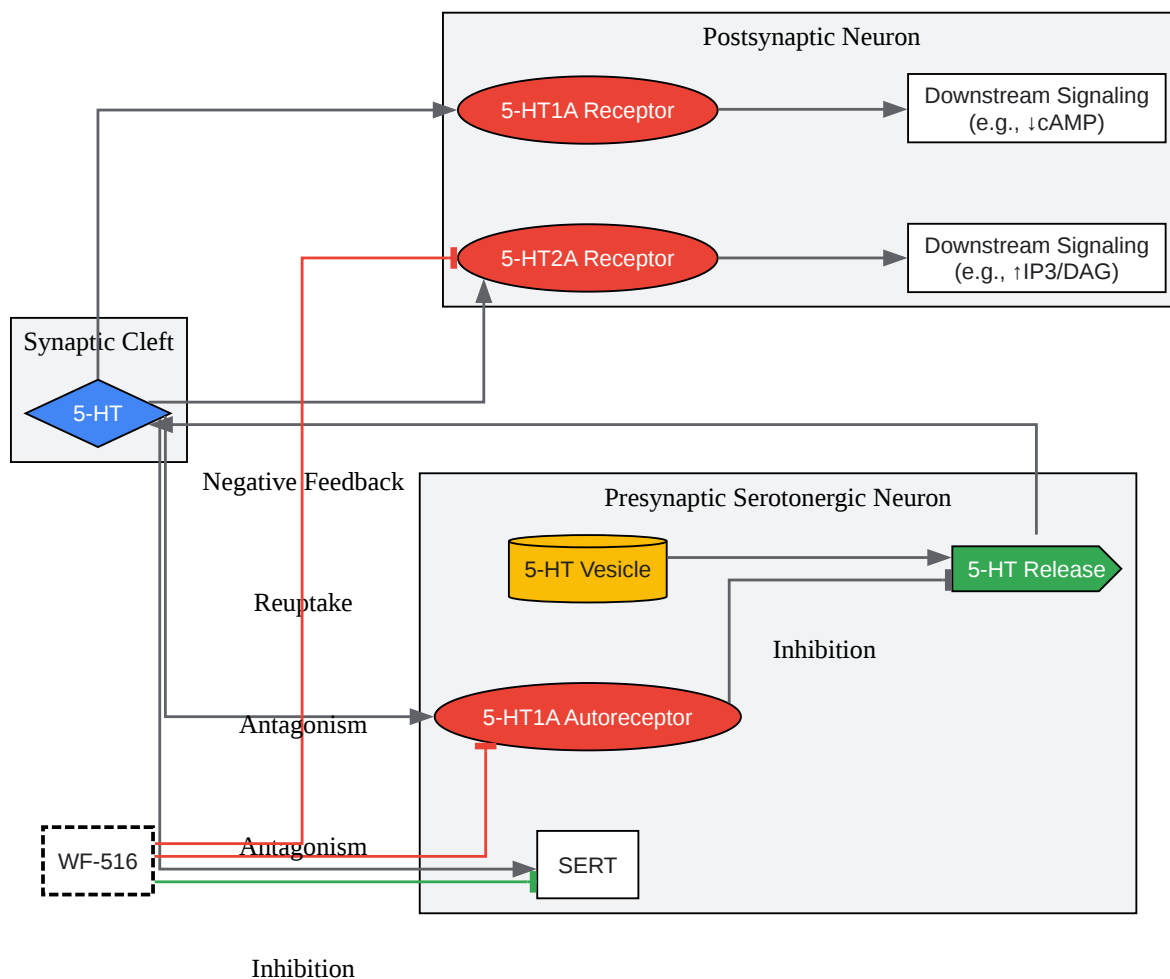 Postsynaptic Neuron
5-HT1A Receptor
Downstream Signaling
(e.g., ↓cAMP)
5-HT2A Receptor
Downstream Signaling
(e.g., ↑IP3/DAG)
Synaptic Cleft
5-HT
Negative Feedback
Presynaptic Serotonergic Neuron
5-HT Vesicle
5-HT Release
Reuptake
Inhibition
5-HT1A Autoreceptor
Antagonism
Antagonism
WF-516
SERT
Inhibition